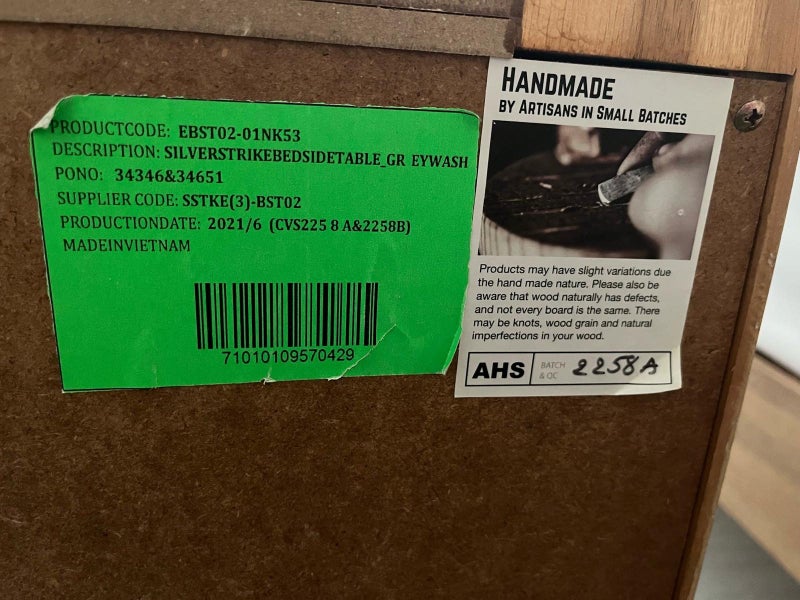 PRODUCTCODE: EBST02-01NK53
DESCRIPTION: SILVERSTRIKEBEDSIDETABLE_GR EYWASH
PONO: 34346&34651
SUPPLIER CODE: SSTKE(3)-BST02
PRODUCTIONDATE: 2021/6 (CVS225 8 A&2258B)
MADEINVIETNAM
71010109570429
HANDMADE
BY ARTISANS IN SMALL BATCHES
Products may have slight variations due
the hand made nature. Please also be
aware that wood naturally has defects,
and not every board is the same. There
may be knots, wood grain and natural
imperfections in your wood.
AHS BATCH & QC 2258A